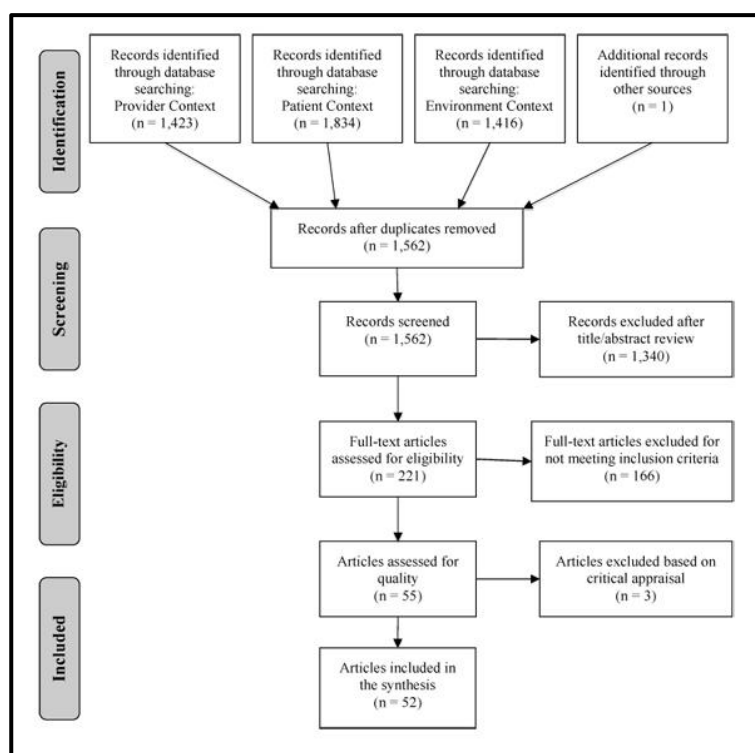 Identification
Records identified
through database
searching:
Provider Context
(n = 1,423)
Records identified
through database
searching:
Patient Context
(n = 1,834)
Records identified
through database
searching:
Environment Context
(n = 1,416)
Additional records
identified through
other sources
(n = 1)
Records after duplicates removed
(n = 1,562)
Screening
Records screened
(n = 1,562)
Records excluded after
title/abstract review
(n = 1,340)
Eligibility
Full-text articles
assessed for eligibility
(n = 221)
Full-text articles excluded for
not meeting inclusion criteria
(n = 166)
Articles assessed for
quality
(n = 55)
Articles excluded based on
critical appraisal
(n = 3)
Included
Articles included in
the synthesis
(n = 52)